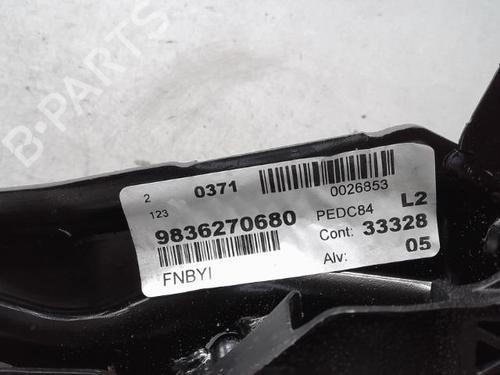 B-PARTS
2 0371
0026853
123
9836270680 PEDC84 L2
Cont: 33328
FNBYI Alv: 05